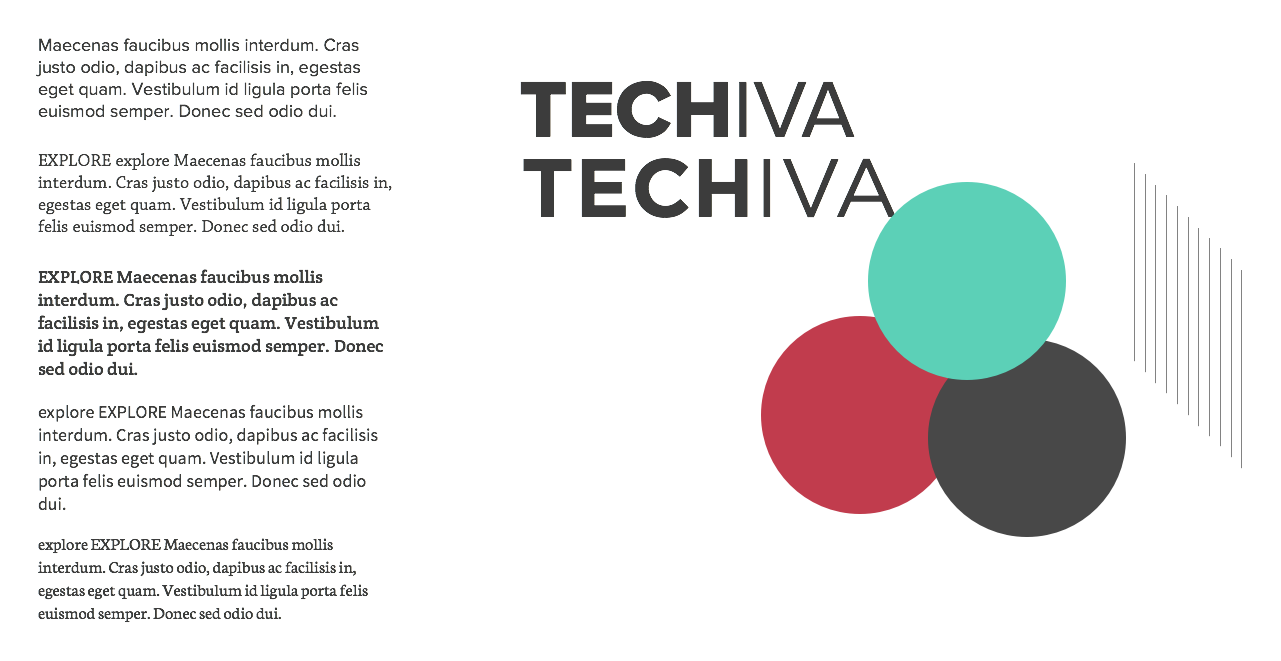 Maecenas faucibus mollis interdum. Cras
justo odio, dapibus ac facilisis in, egestas
eget quam. Vestibulum id ligula porta felis
euismod semper. Donec sed odio dui.
EXPLORE explore Maecenas faucibus mollis
interdum. Cras justo odio, dapibus ac facilisis in,
egestas eget quam. Vestibulum id ligula porta
felis euismod semper. Donec sed odio dui.
EXPLORE Maecenas faucibus mollis
interdum. Cras justo odio, dapibus ac
facilisis in, egestas eget quam. Vestibulum
id ligula porta felis euismod semper. Donec
sed odio dui.
explore EXPLORE Maecenas faucibus mollis
interdum. Cras justo odio, dapibus ac facilisis
in, egestas eget quam. Vestibulum id ligula
porta felis euismod semper. Donec sed odio
dui.
explore EXPLORE Maecenas faucibus mollis
interdum. Cras justo odio, dapibus ac facilisis in,
egestas eget quam. Vestibulum id ligula porta felis
euismod semper. Donec sed odio dui.
TECHIVA
TECHIVA